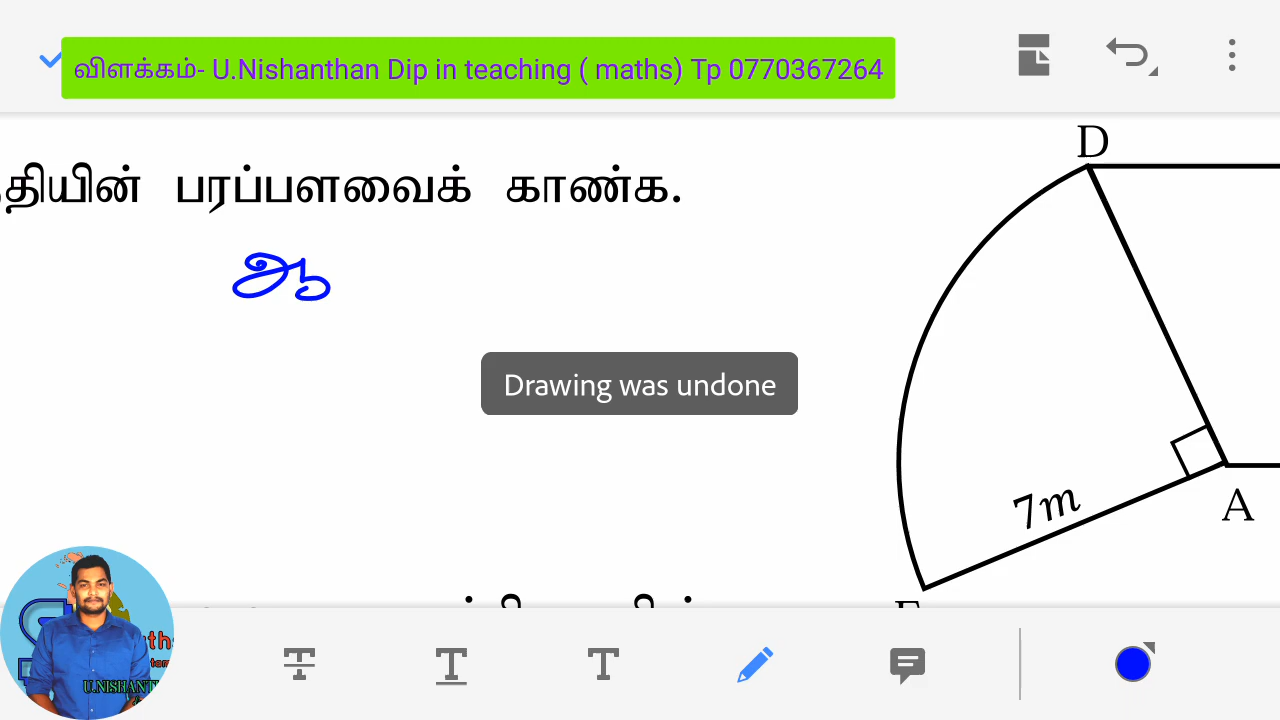 விளக்கம்- U.Nishanthan Dip in teaching ( maths) Tp 0770367264
D
தியின் பரப்பளவைக் காண்க.
ஆ
Drawing was undone
7m
A
U.NISHANTH
T T T